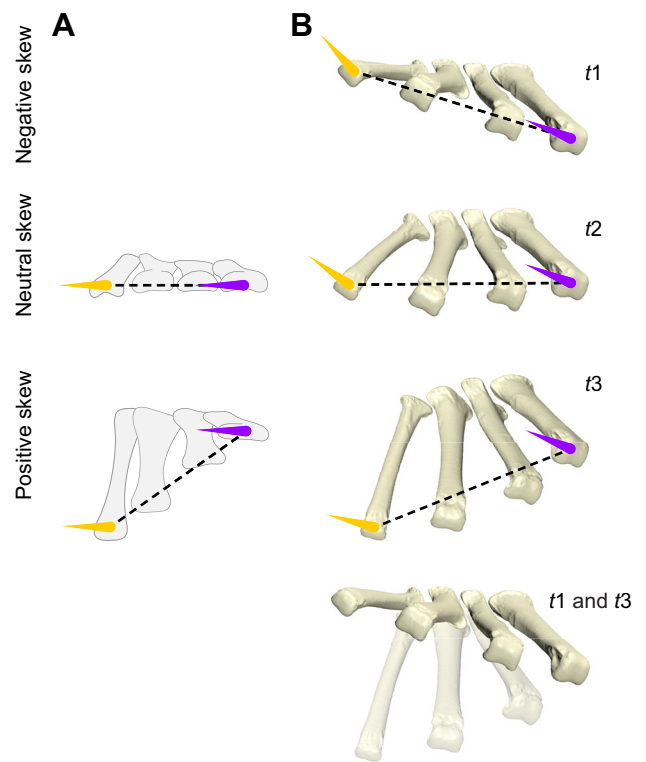 A
B
Negative skew
t1
Neutral skew
t2
Positive skew
t3
t1 and t3